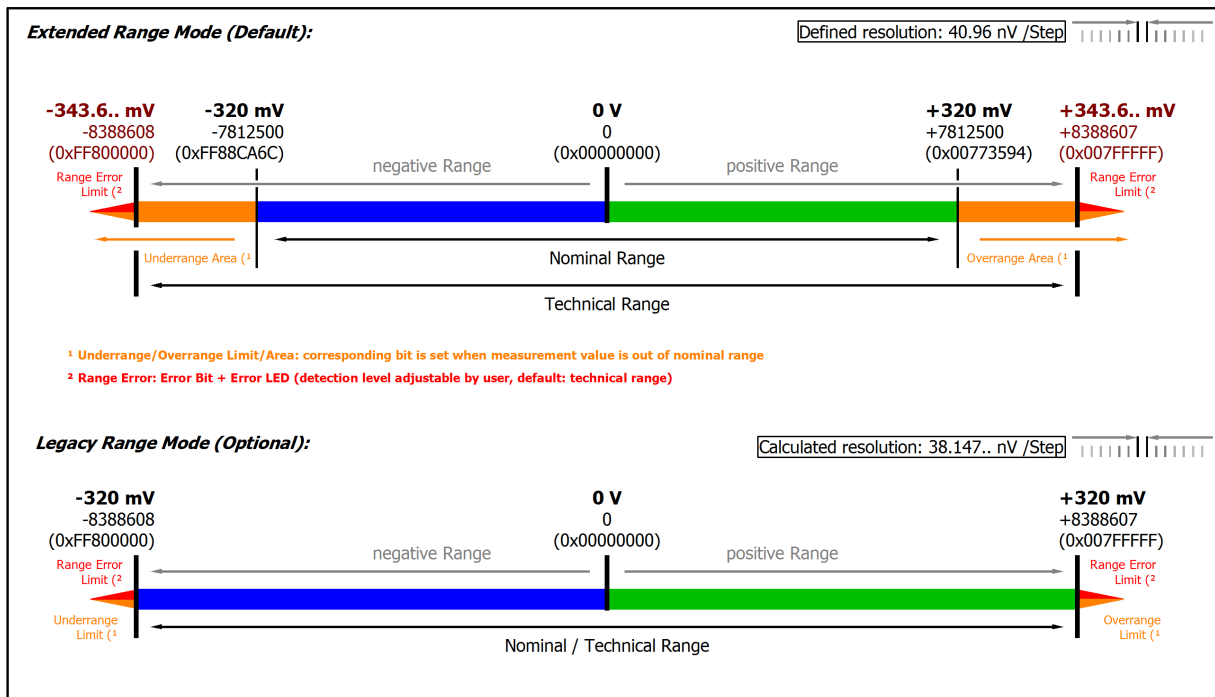 Extended Range Mode (Default):
Defined resolution: 40.96 nV /Step
-343.6.. mV
-8388608
(0xFF800000)
-320 mV
-7812500
(0xFF88CA6C)
0 V
0
(0x00000000)
+320 mV
+7812500
(0x00773594)
+343.6.. mV
+8388607
(0x007FFFFF)
negative Range
positive Range
Range Error
Limit (²
Range Error
Limit (²
Underrange Area (¹
Nominal Range
Overrange Area (¹
Technical Range
¹ Underrange/Overrange Limit/Area: corresponding bit is set when measurement value is out of nominal range
² Range Error: Error Bit + Error LED (detection level adjustable by user, default: technical range)
Legacy Range Mode (Optional):
Calculated resolution: 38.147.. nV /Step
-320 mV
-8388608
(0xFF800000)
0 V
0
(0x00000000)
+320 mV
+8388607
(0x007FFFFF)
negative Range
positive Range
Range Error
Limit (²
Range Error
Limit (²
Underrange
Limit (¹
Overrange
Limit (¹
Nominal / Technical Range